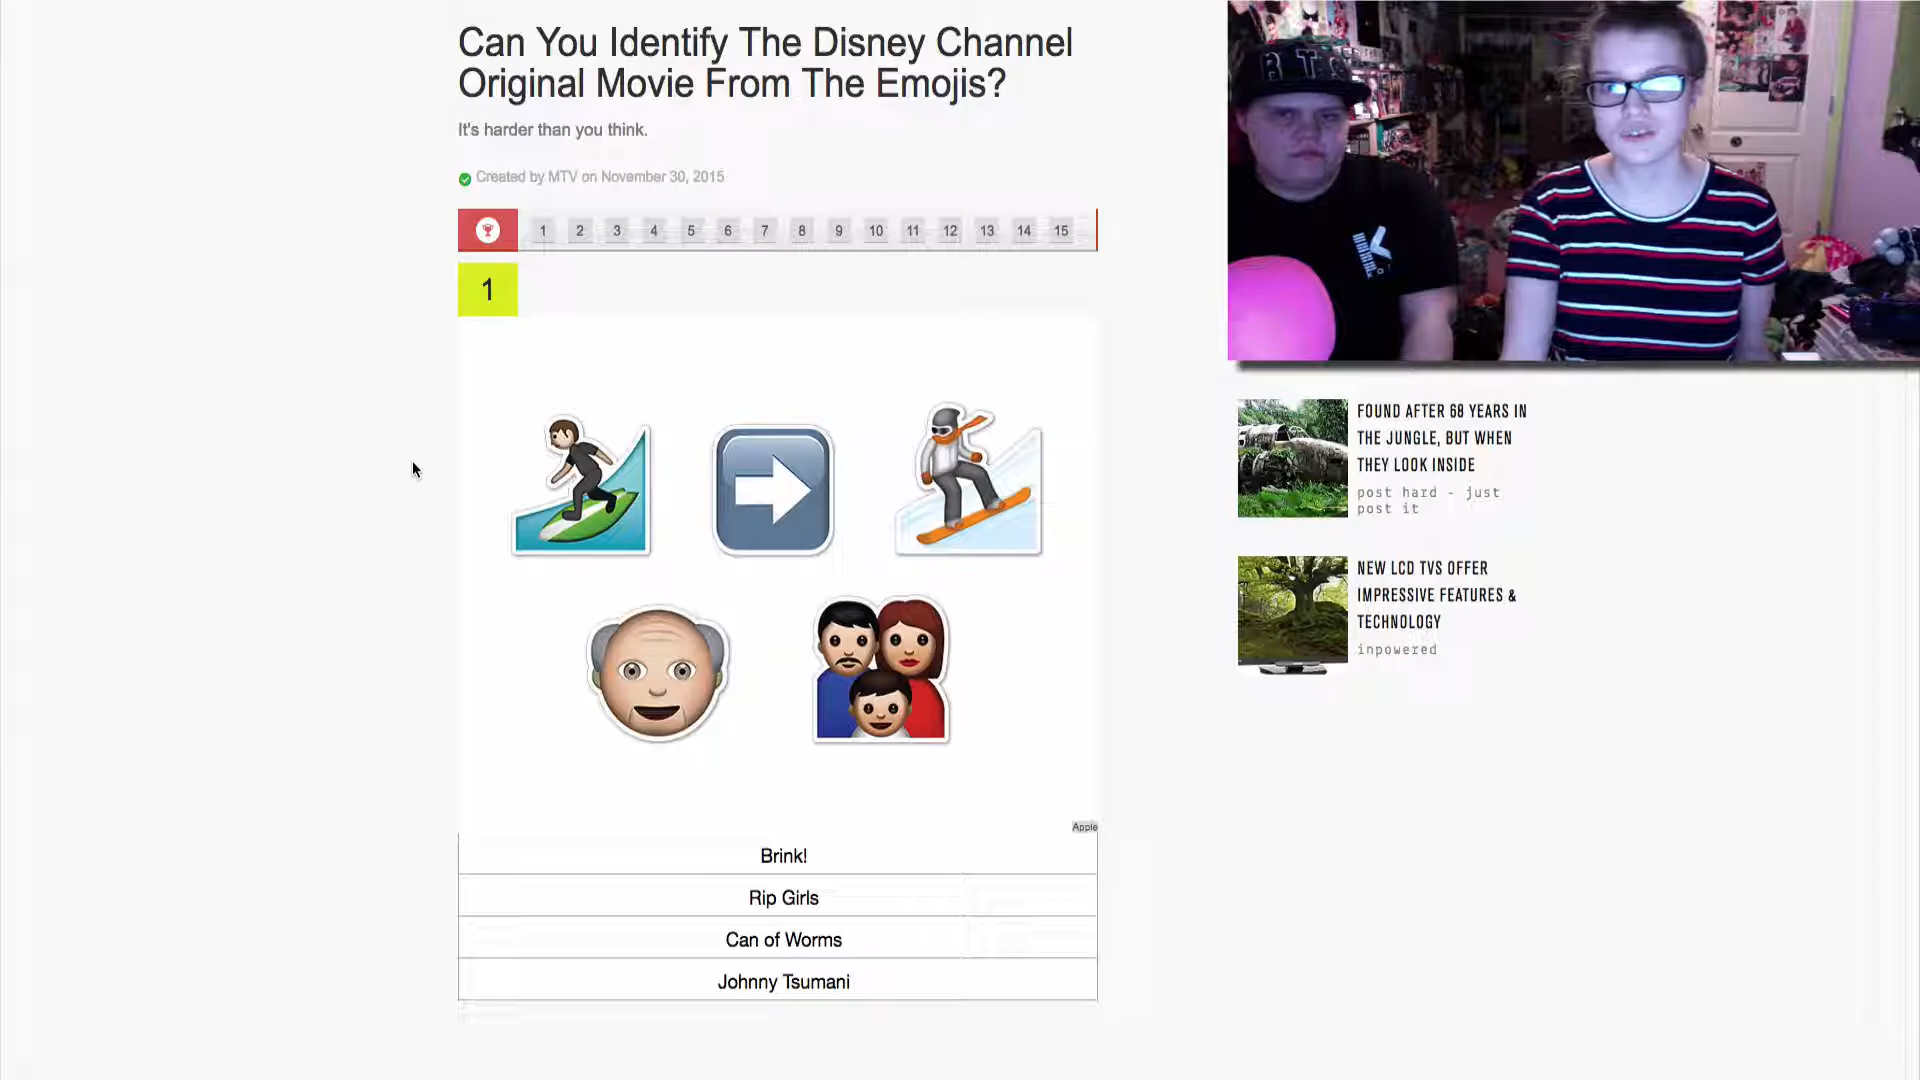 Can You Identify The Disney Channel
Original Movie From The Emojis?
It's harder than you think.
Created by MTV on November 30, 2015
1 2 3 4 5 6 7 8 9 10 11 12 13 14 15
1
Apple
Brink!
Rip Girls
Can of Worms
Johnny Tsumani
BTS
FOUND AFTER 68 YEARS IN
THE JUNGLE, BUT WHEN
THEY LOOK INSIDE
post hard - just
post it
NEW LCD TVS OFFER
IMPRESSIVE FEATURES &
TECHNOLOGY
inpowered